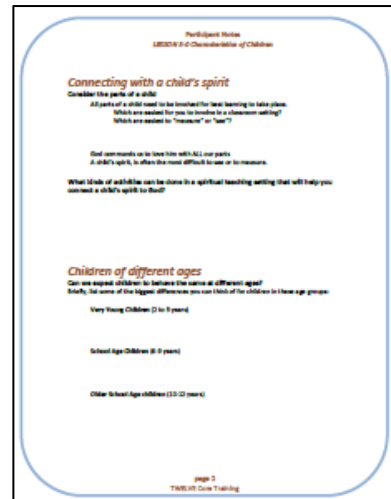 Participant Notes
LESSON 2-0 Characteristics of Children
Connecting with a child's spirit
Consider the parts of a child
All parts of a child need to be involved for best learning to take place.
Which are easiest for you to involve in a classroom setting?
Which are easiest to "measure" or "see"?
God commands us to love him with ALL our parts
A child's spirit, is often the most difficult to see or to measure.
What kinds of activities can be done in a spiritual teaching setting that will help you
connect a child's spirit to God?
Children of different ages
Can we expect children to behave the same at different ages?
Briefly, list some of the biggest differences you can think of for children in these age groups:
Very Young Children (2 to 5 years)
School Age Children (6-9 years)
Older School Age children (10-12 years)
page 2
TWELVE Core Training